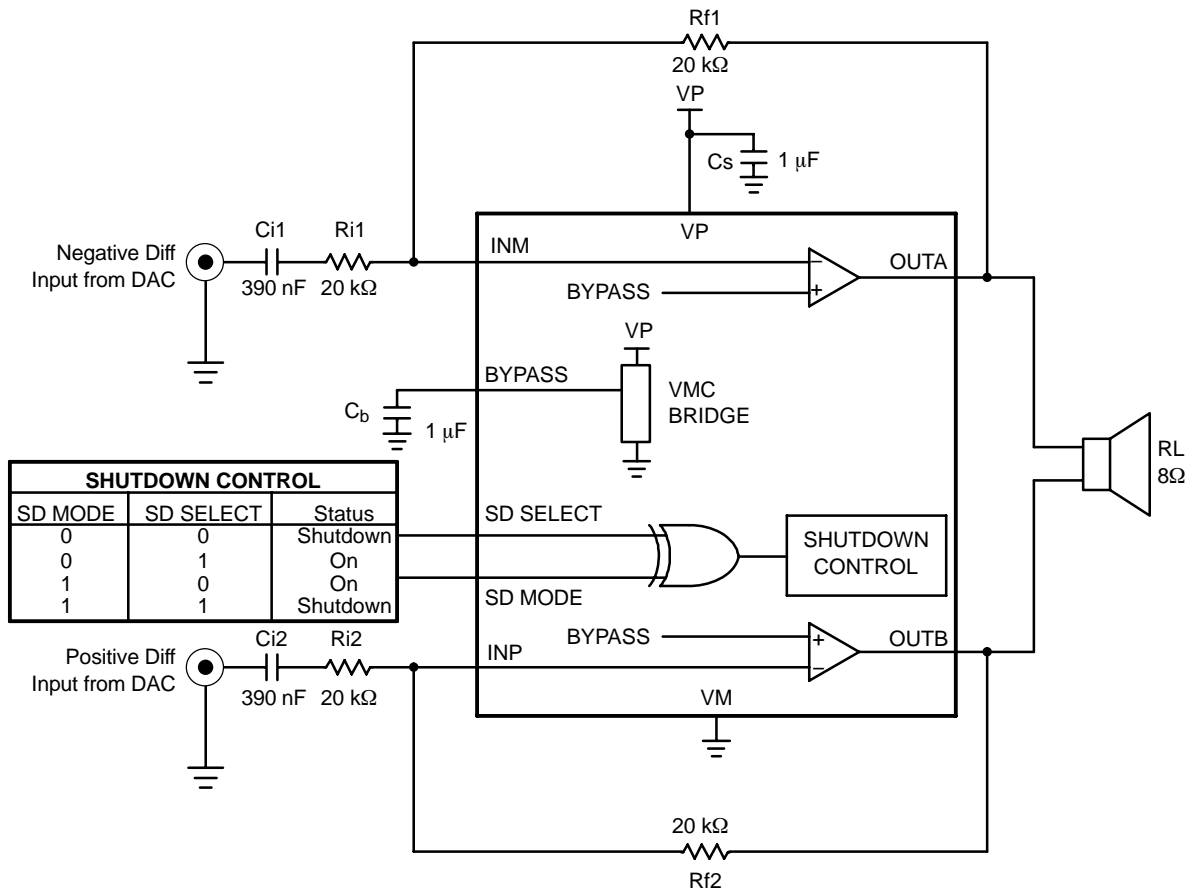 Rf1
20 kΩ
VP
Cs
1 μF
VP
Ci1
Ri1
Negative Diff
Input from DAC
390 nF
20 kΩ
INM
OUTA
−
+
BYPASS
VP
BYPASS
VMC
BRIDGE
Cb
1 μF
RL
8Ω
SHUTDOWN CONTROL
SD MODE SD SELECT Status
0 0 Shutdown
0 1 On
1 0 On
1 1 Shutdown
SD SELECT
SD MODE
SHUTDOWN
CONTROL
Ci2
Ri2
Positive Diff
Input from DAC
390 nF
20 kΩ
BYPASS
INP
+
−
OUTB
VM
20 kΩ
Rf2